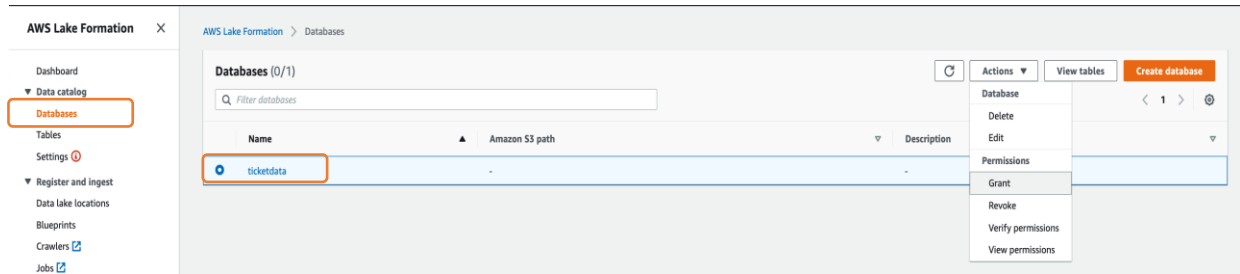 AWS Lake Formation X
Dashboard
Data catalog
Databases
Tables
Settings
Register and ingest
Data lake locations
Blueprints
Crawlers
Jobs
AWS Lake Formation > Databases
Databases (0/1)
Actions ▼
View tables
Create database
Filter databases
< 1 >
Name ▲ Amazon S3 path Description
ticketdata - -
Database
Delete
Edit
Permissions
Grant
Revoke
Verify permissions
View permissions